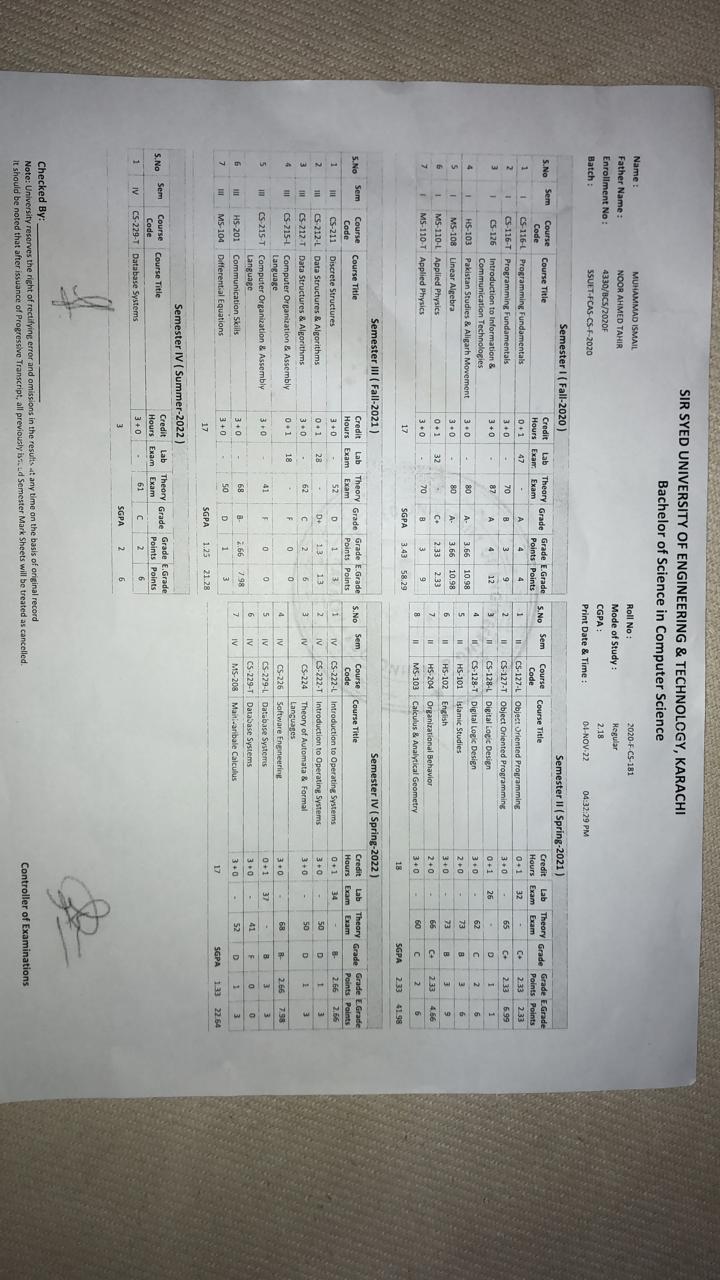 SIR SYED UNIVERSITY OF ENGINEERING & TECHNOLOGY, KARACHI
Bachelor of Science in Computer Science
Name : MUHAMMAD ISMAIL
Father Name : NOOR AHMED TAHIR
Enrollment No : 4330/BCS/2020F
Batch : SSUET-FCAS-CS-F-2020
Roll No : 2020-F-CS-181
Mode of Study : Regular
CGPA : 2.18
Print Date & Time : 04-NOV-22 04:32:29 PM
Semester I ( Fall-2020 )
S.No Sem Course Code Course Title Credit Hours Lab Exam Theory Exam Grade Grade Points E.Grade Points
1 I CS-116-L Programming Fundamentals 0 + 1 47 - A 4 4
2 I CS-116-T Programming Fundamentals 3 + 0 - 70 B 3 9
3 I CS-126 Introduction to Information & Communication Technologies 3 + 0 - 87 A 4 12
4 I HS-103 Pakistan Studies & Aligarh Movement 3 + 0 - 80 A- 3.66 10.98
5 I MS-108 Linear Algebra 3 + 0 - 80 A- 3.66 10.98
6 I MS-110-L Applied Physics 0 + 1 32 - C+ 2.33 2.33
7 I MS-110-T Applied Physics 3 + 0 - 70 B 3 9
17 SGPA 3.43 58.29
Semester II ( Spring-2021 )
S.No Sem Course Code Course Title Credit Hours Lab Exam Theory Exam Grade Grade Points E.Grade Points
1 II CS-127-L Object Oriented Programming 0 + 1 32 - C+ 2.33 2.33
2 II CS-127-T Object Oriented Programming 3 + 0 - 65 C+ 2.33 6.99
3 II CS-128-L Digital Logic Design 0 + 1 26 - D 1 1
4 II CS-128-T Digital Logic Design 3 + 0 - 62 C 2 6
5 II HS-101 Islamic Studies 2 + 0 - 73 B 3 6
6 II HS-102 English 3 + 0 - 73 B 3 9
7 II HS-204 Organizational Behavior 2 + 0 - 66 C+ 2.33 4.66
8 II MS-103 Calculus & Analytical Geometry 3 + 0 - 60 C 2 6
18 SGPA 2.33 41.98
Semester III ( Fall-2021 )
S.No Sem Course Code Course Title Credit Hours Lab Exam Theory Exam Grade Grade Points E.Grade Points
1 III CS-211 Discrete Structures 3 + 0 - 52 D 1 3
2 III CS-212-L Data Structures & Algorithms 0 + 1 28 - D+ 1.3 1.3
3 III CS-212-T Data Structures & Algorithms 3 + 0 - 62 C 2 6
4 III CS-215-L Computer Organization & Assembly Language 0 + 1 18 - F 0 0
5 III CS-215-T Computer Organization & Assembly Language 3 + 0 - 41 F 0 0
6 III HS-201 Communication Skills 3 + 0 - 68 B- 2.66 7.98
7 III MS-104 Differential Equations 3 + 0 - 50 D 1 3
17 SGPA 1.25 21.28
Semester IV ( Spring-2022 )
S.No Sem Course Code Course Title Credit Hours Lab Exam Theory Exam Grade Grade Points E.Grade Points
1 IV CS-222-L Introduction to Operating Systems 0 + 1 34 - B- 2.66 2.66
2 IV CS-222-T Introduction to Operating Systems 3 + 0 - 50 D 1 3
3 IV CS-224 Theory of Automata & Formal Languages 3 + 0 - 50 D 1 3
4 IV CS-226 Software Engineering 3 + 0 - 68 B- 2.66 7.98
5 IV CS-229-L Database Systems 0 + 1 37 - B 3 3
6 IV CS-229-T Database Systems 3 + 0 - 41 F 0 0
7 IV MS-208 Calculus 3 + 0 - 52 D 1 3
17 SGPA 1.33 22.64
Semester IV ( Summer-2022 )
S.No Sem Course Code Course Title Credit Hours Lab Exam Theory Exam Grade Grade Points E.Grade Points
1 IV CS-229-T Database Systems 3 + 0 - 61 C 2 6
3 SGPA 2 6
Checked By:
Note: University reserves the right of rectifying error and omissions in the results at any time on the basis of original record
It should be noted that after issuance of Progressive Transcript, all previously issued Semester Mark Sheets will be treated as cancelled.
Controller of Examinations